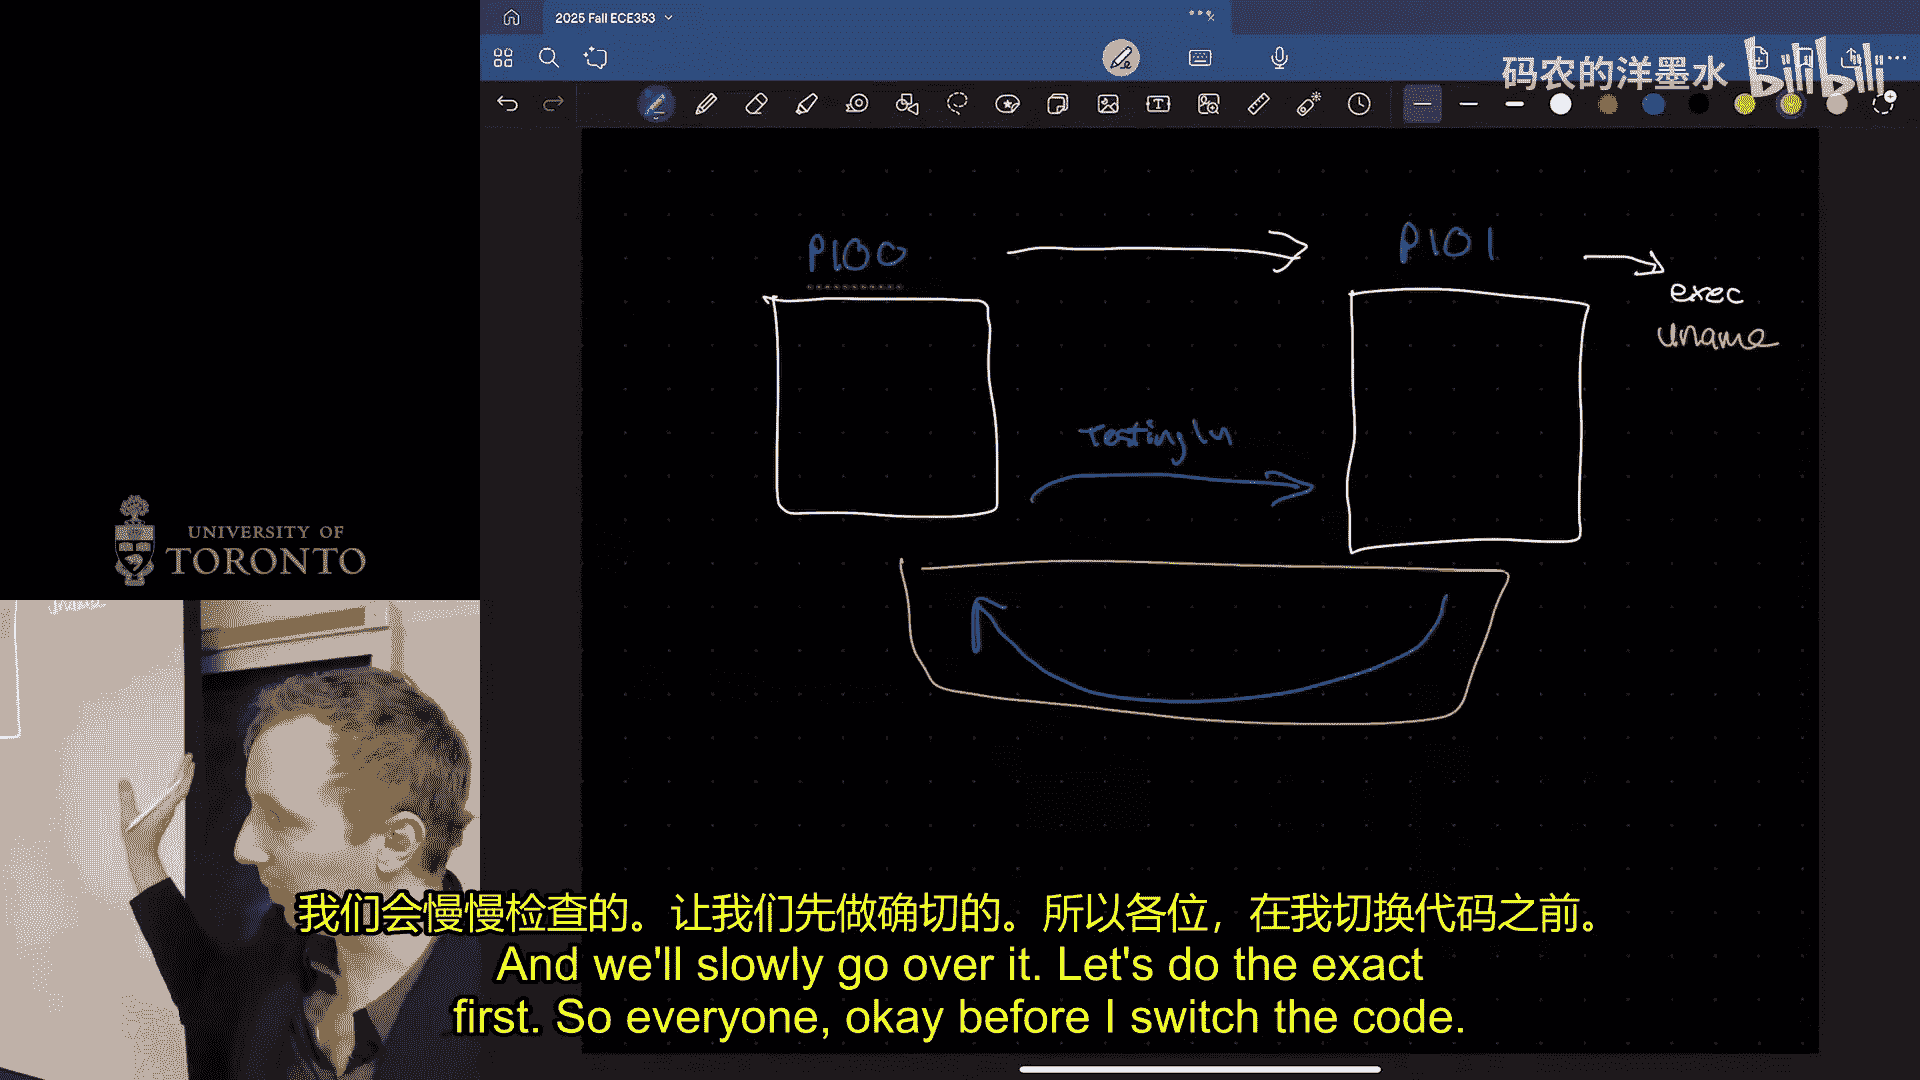 2025 Fall ECE353
码农的洋墨水 bilibili
P100
P101
exec
uname
Testing\n
UNIVERSITY OF
TORONTO
uname
我们会慢慢检查的。让我们先做确切的。所以各位，在我切换代码之前。
And we'll slowly go over it. Let's do the exact
first. So everyone, okay before I switch the code.